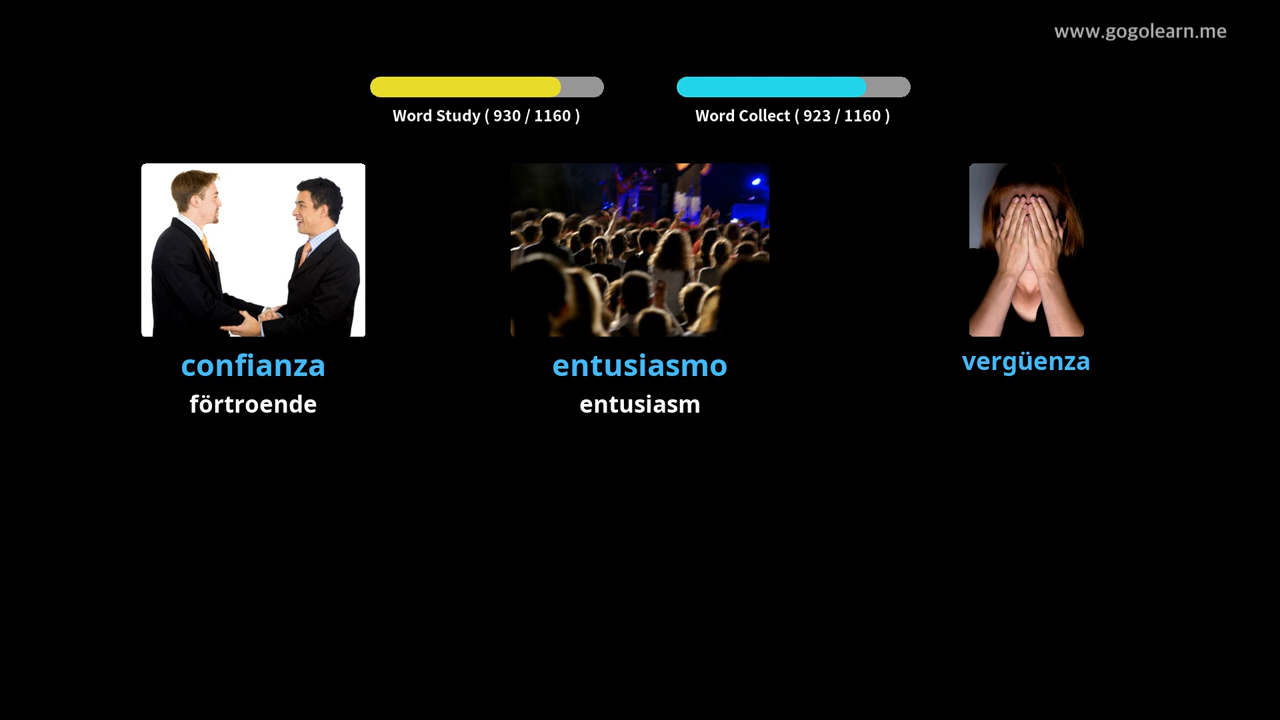 www.gogolearn.me
Word Study ( 930 / 1160 )
Word Collect ( 923 / 1160 )
confianza
förtroende
entusiasmo
entusiasm
vergüenza